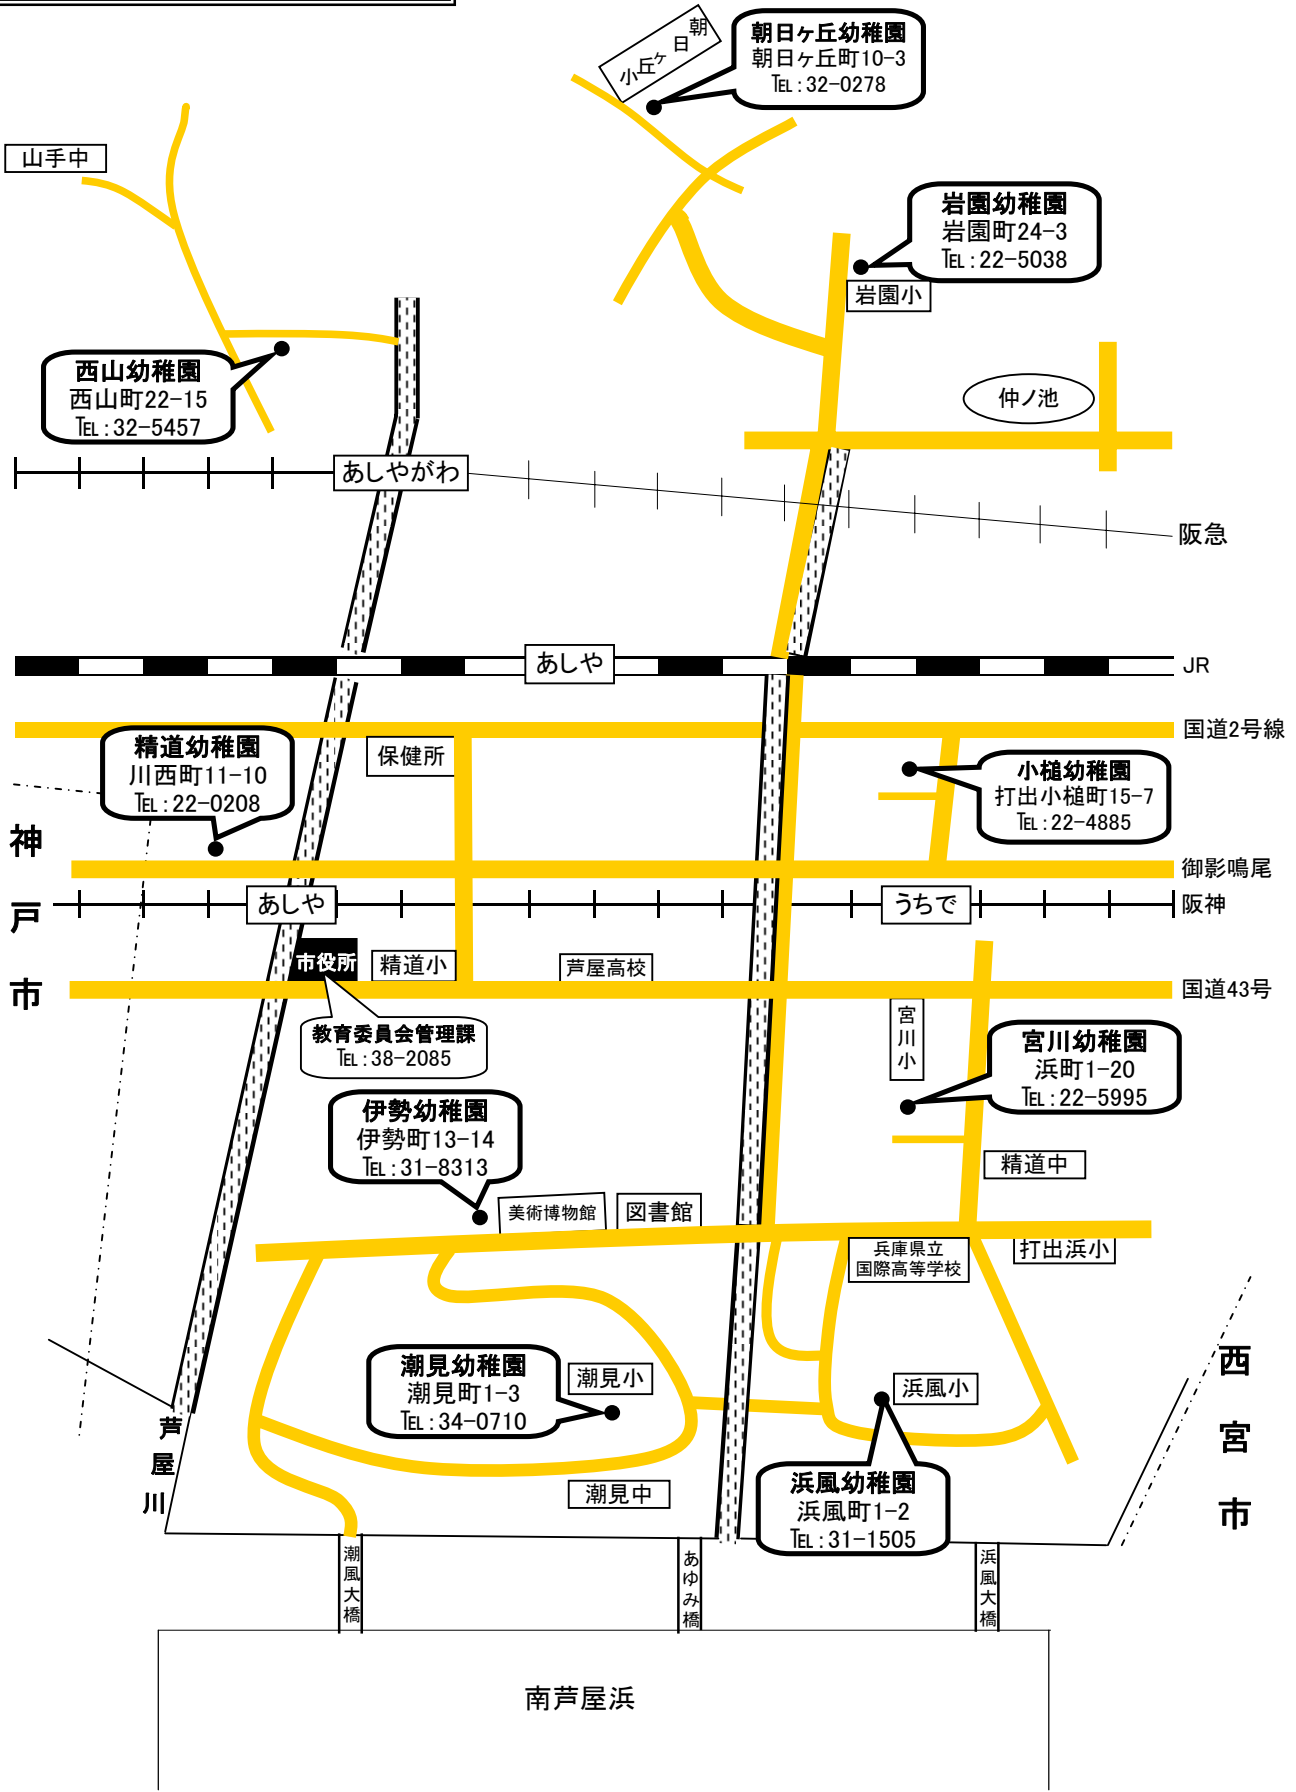 朝日ヶ丘小
朝日ヶ丘幼稚園
朝日ヶ丘町10-3
TEL:32-0278
山手中
岩園幼稚園
岩園町24-3
TEL:22-5038
岩園小
西山幼稚園
西山町22-15
TEL:32-5457
仲ノ池
あしやがわ
阪急
あしや
JR
国道2号線
精道幼稚園
川西町11-10
TEL:22-0208
保健所
小槌幼稚園
打出小槌町15-7
TEL:22-4885
神戸市
御影鳴尾
あしや
うちで
阪神
市役所
精道小
芦屋高校
国道43号
教育委員会管理課
TEL:38-2085
宮川小
宮川幼稚園
浜町1-20
TEL:22-5995
伊勢幼稚園
伊勢町13-14
TEL:31-8313
精道中
美術博物館
図書館
兵庫県立
国際高等学校
打出浜小
潮見幼稚園
潮見町1-3
TEL:34-0710
潮見小
浜風小
西宮市
芦屋川
潮見中
浜風幼稚園
浜風町1-2
TEL:31-1505
潮風大橋
あゆみ橋
浜風大橋
南芦屋浜